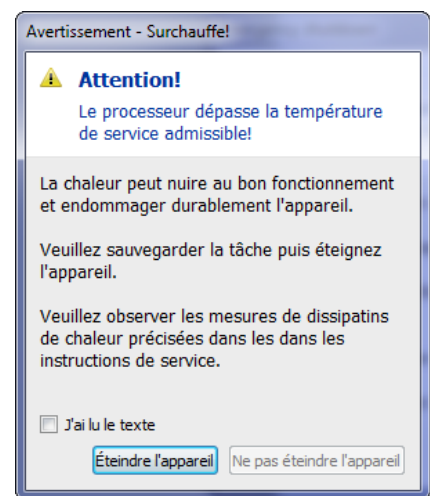 Avertissement - Surchauffe!
Attention!
Le processeur dépasse la température
de service admissible!
La chaleur peut nuire au bon fonctionnement
et endommager durablement l'appareil.
Veuillez sauvegarder la tâche puis éteignez
l'appareil.
Veuillez observer les mesures de dissipatins
de chaleur précisées dans les dans les
instructions de service.
J'ai lu le texte
Éteindre l'appareil Ne pas éteindre l'appareil